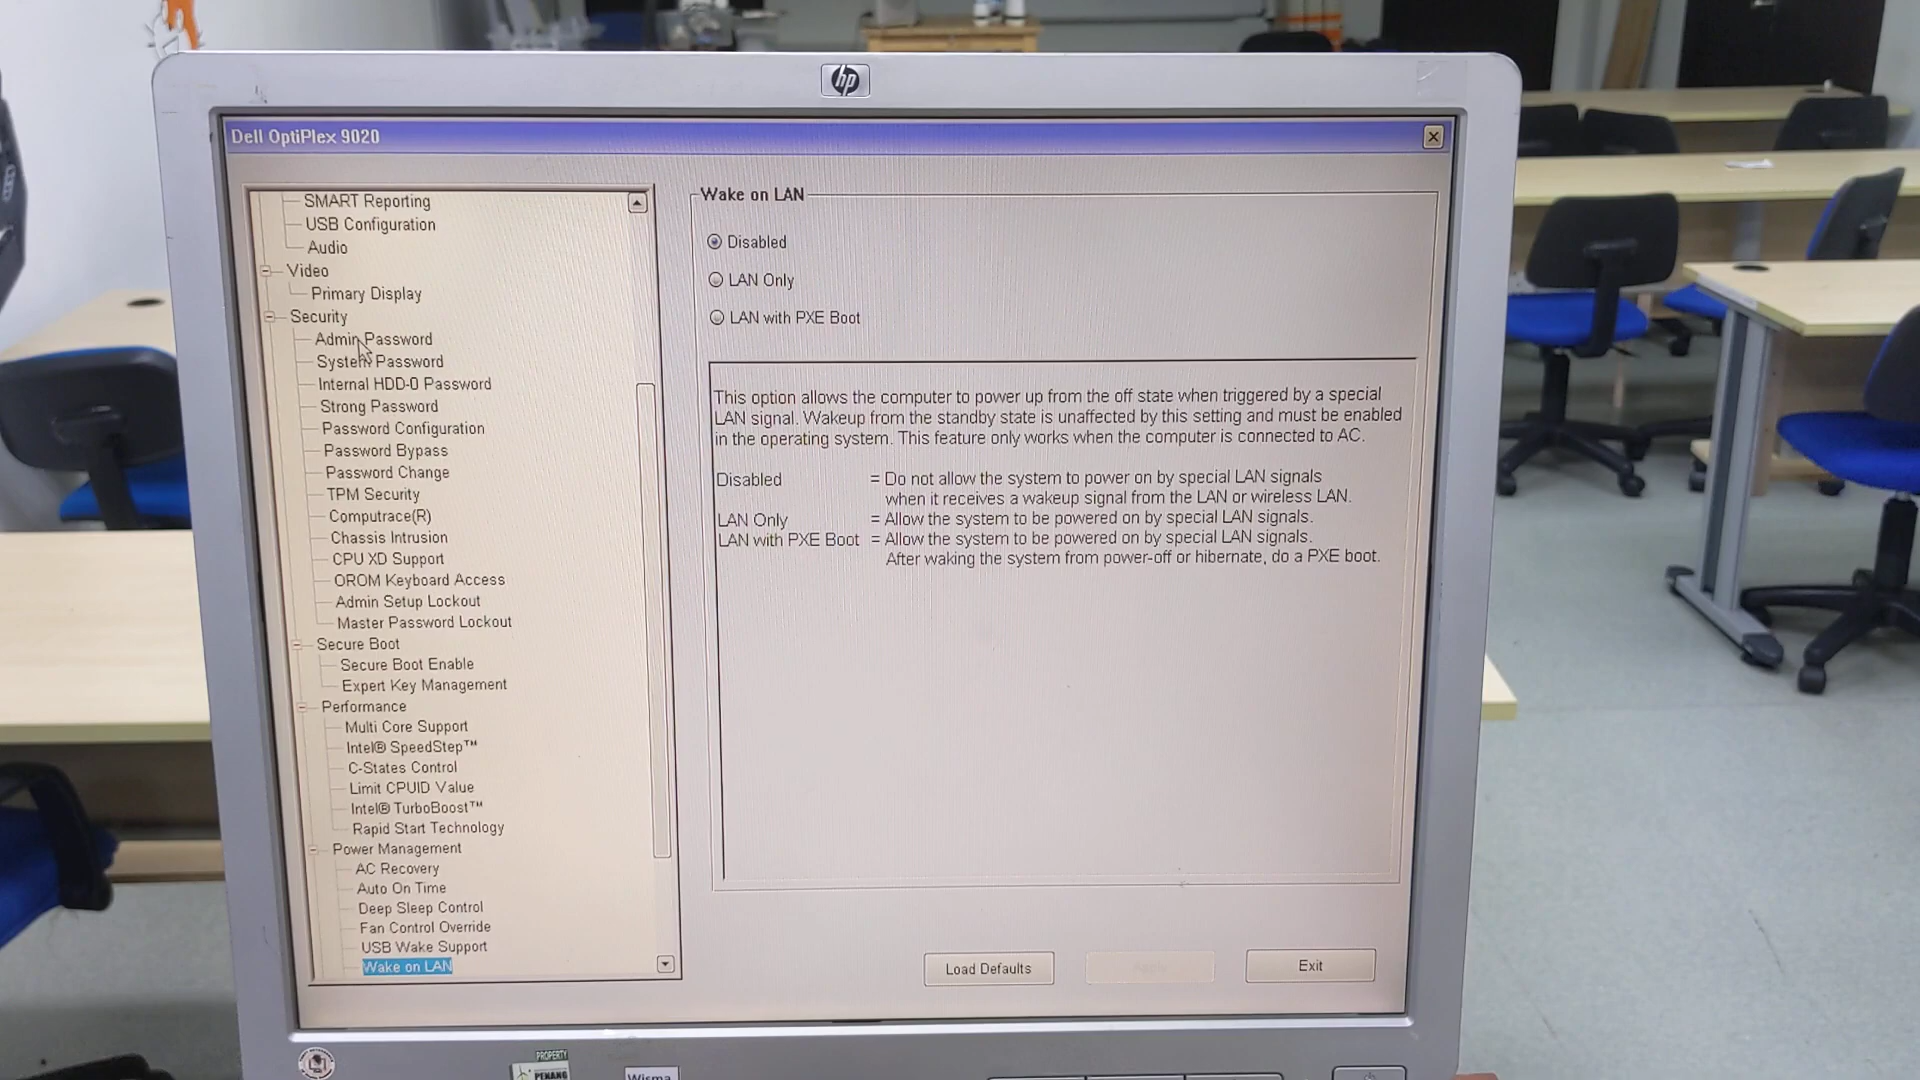 hp
Dell OptiPlex 9020
SMART Reporting
USB Configuration
Audio
Video
Primary Display
Security
Admin Password
System Password
Internal HDD-0 Password
Strong Password
Password Configuration
Password Bypass
Password Change
TPM Security
Computrace(R)
Chassis Intrusion
CPU XD Support
OROM Keyboard Access
Admin Setup Lockout
Master Password Lockout
Secure Boot
Secure Boot Enable
Expert Key Management
Performance
Multi Core Support
Intel® SpeedStep™
C-States Control
Limit CPUID Value
Intel® TurboBoost™
Rapid Start Technology
Power Management
AC Recovery
Auto On Time
Deep Sleep Control
Fan Control Override
USB Wake Support
Wake on LAN
Wake on LAN
Disabled
LAN Only
LAN with PXE Boot
This option allows the computer to power up from the off state when triggered by a special
LAN signal. Wakeup from the standby state is unaffected by this setting and must be enabled
in the operating system. This feature only works when the computer is connected to AC.
Disabled = Do not allow the system to power on by special LAN signals
when it receives a wakeup signal from the LAN or wireless LAN.
LAN Only = Allow the system to be powered on by special LAN signals.
LAN with PXE Boot = Allow the system to be powered on by special LAN signals.
After waking the system from power-off or hibernate, do a PXE boot.
Load Defaults
Apply
Exit
PROPERTY
PENANG
Wisma